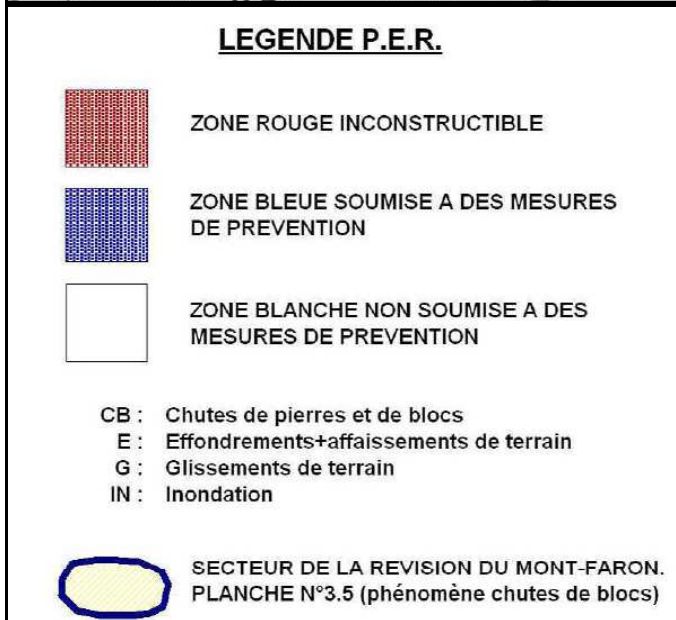 LEGENDE P.E.R.
ZONE ROUGE INCONSTRUCTIBLE
ZONE BLEUE SOUMISE A DES MESURES
DE PREVENTION
ZONE BLANCHE NON SOUMISE A DES
MESURES DE PREVENTION
CB : Chutes de pierres et de blocs
E : Effondrements+affaissements de terrain
G : Glissements de terrain
IN : Inondation
SECTEUR DE LA REVISION DU MONT-FARON.
PLANCHE N°3.5 (phénomène chutes de blocs)